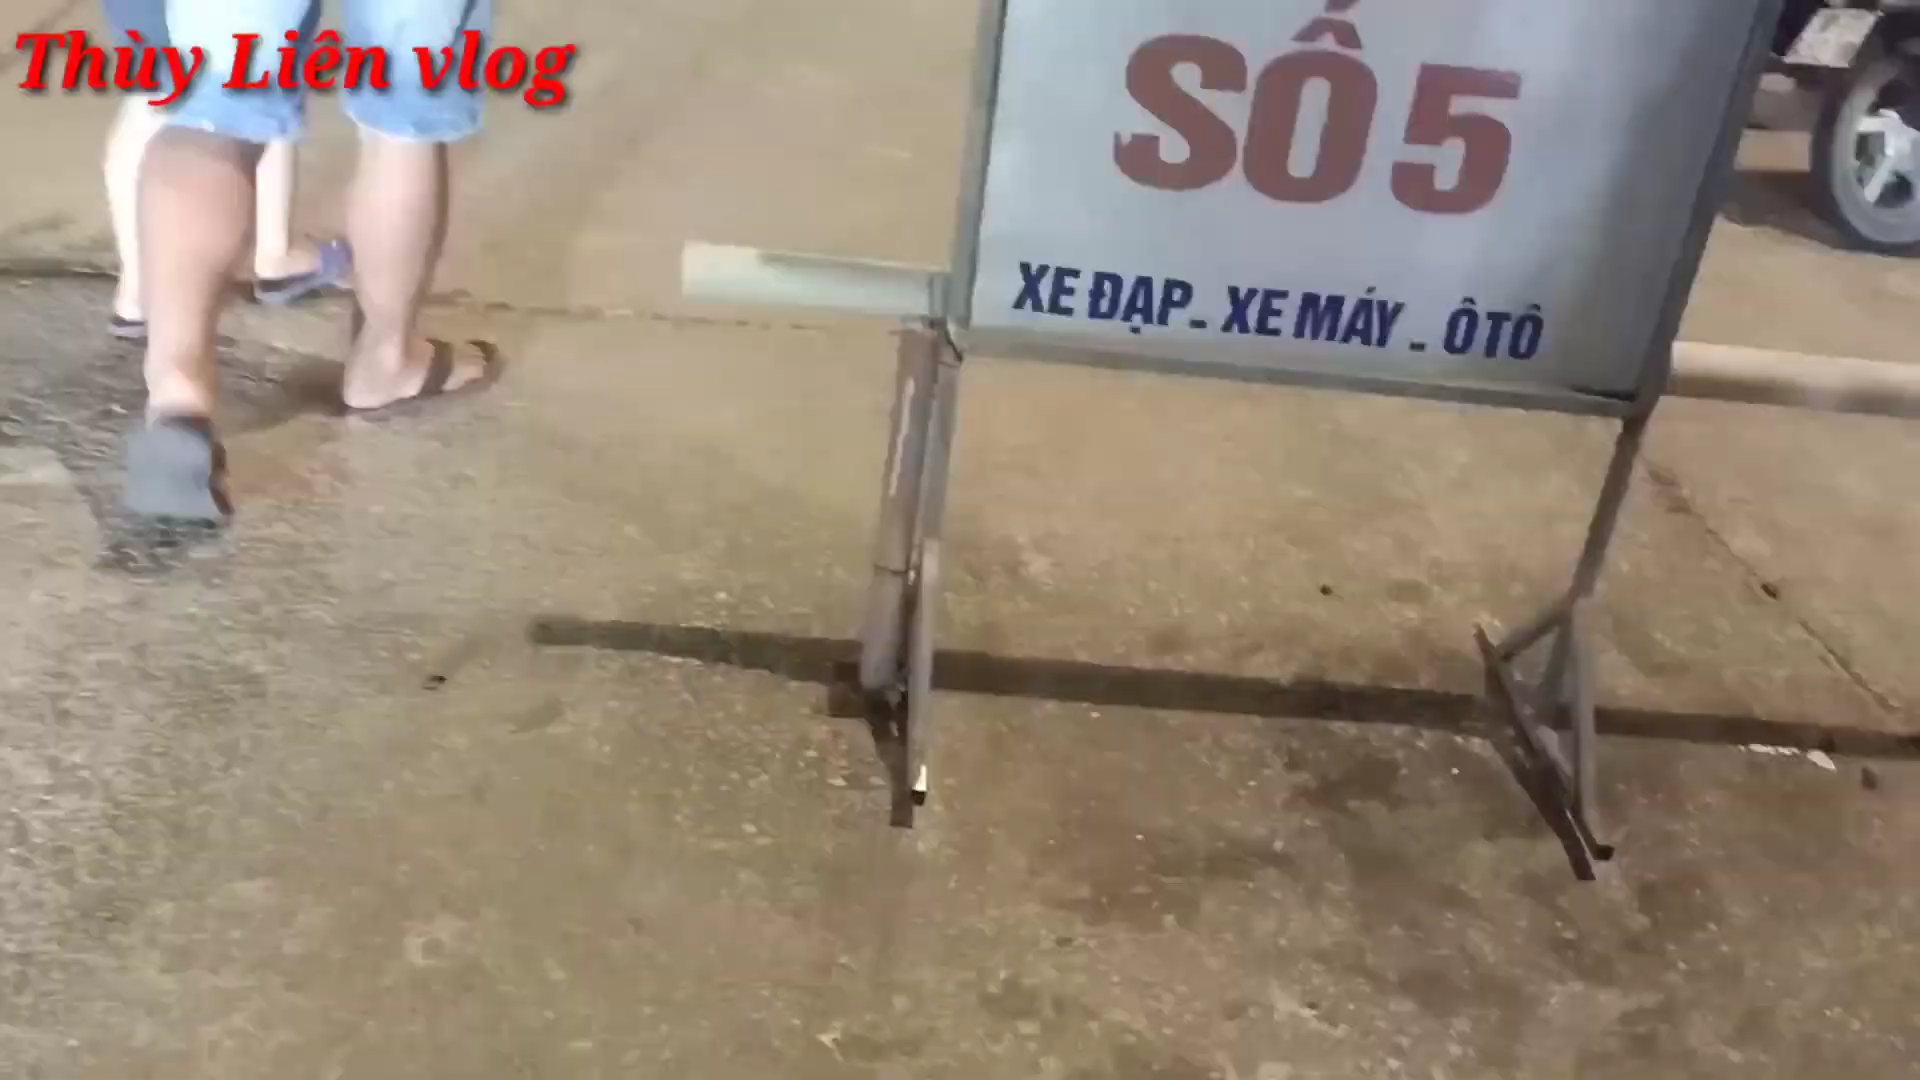 Thùy Liên vlog
SỐ 5
XE ĐẠP. XE MÁY. ÔTÔ